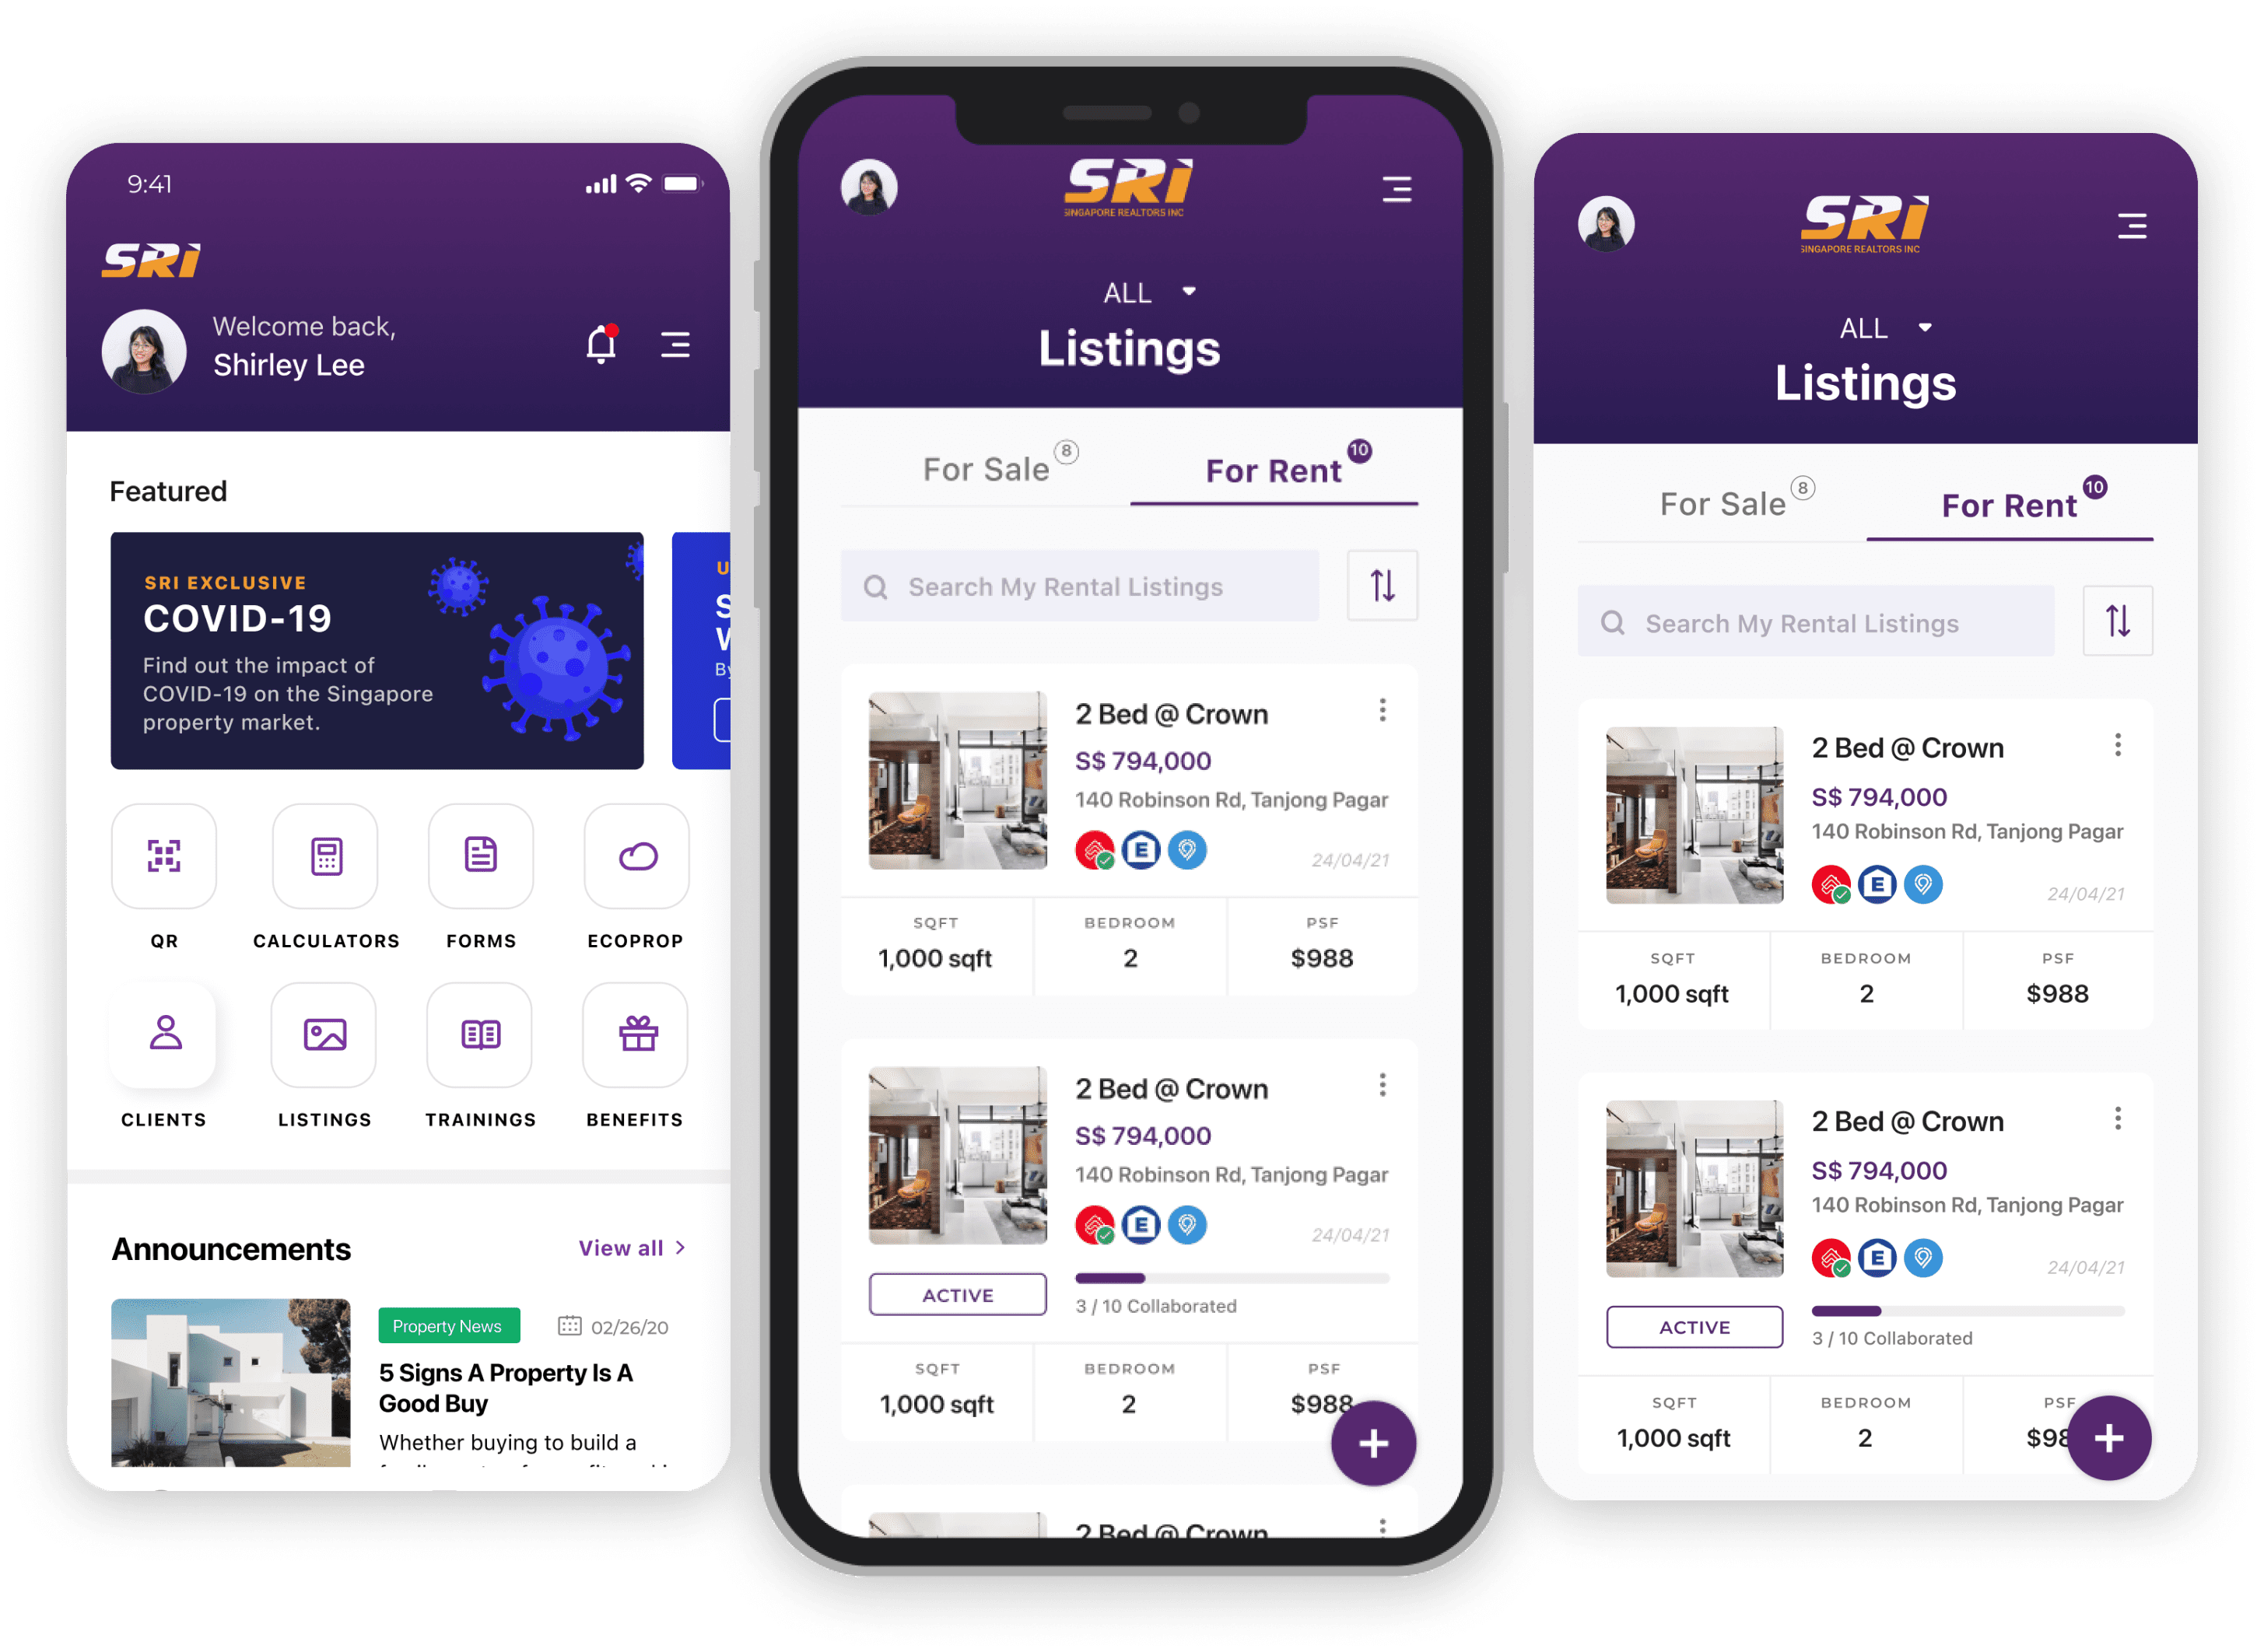 9:41
SRI
Welcome back,
Shirley Lee
Featured
SRI EXCLUSIVE
COVID-19
Find out the impact of
COVID-19 on the Singapore
property market.
U
S
W
By
QR
CALCULATORS
FORMS
ECOPROP
CLIENTS
LISTINGS
TRAININGS
BENEFITS
Announcements
View all >
Property News
02/26/20
5 Signs A Property Is A
Good Buy
Whether buying to build a
SRI
SINGAPORE REALTORS INC
ALL
Listings
For Sale 8
For Rent 10
Search My Rental Listings
2 Bed @ Crown
S$ 794,000
140 Robinson Rd, Tanjong Pagar
E
24/04/21
SQFT
BEDROOM
PSF
1,000 sqft
2
$988
2 Bed @ Crown
S$ 794,000
140 Robinson Rd, Tanjong Pagar
E
24/04/21
ACTIVE
3 / 10 Collaborated
SQFT
BEDROOM
PSF
1,000 sqft
2
$988
+
2 Bed @ Crown
SRI
SINGAPORE REALTORS INC
ALL
Listings
For Sale 8
For Rent 10
Search My Rental Listings
2 Bed @ Crown
S$ 794,000
140 Robinson Rd, Tanjong Pagar
E
24/04/21
SQFT
BEDROOM
PSF
1,000 sqft
2
$988
2 Bed @ Crown
S$ 794,000
140 Robinson Rd, Tanjong Pagar
E
24/04/21
ACTIVE
3 / 10 Collaborated
SQFT
BEDROOM
PSF
1,000 sqft
2
$98
+